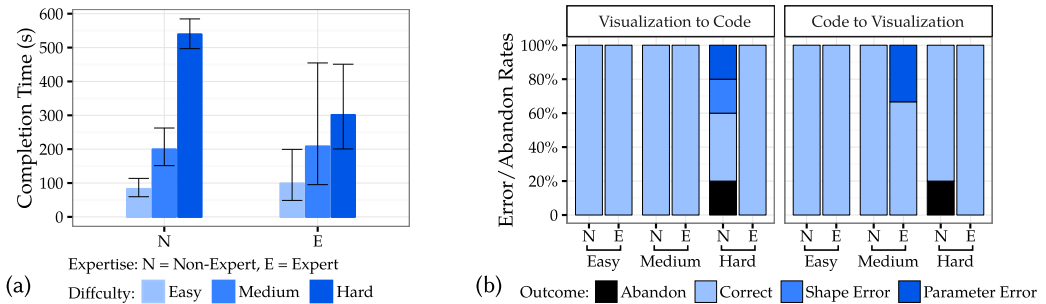 Completion Time (s)
600
500
400
300
200
100
0
N
E
Expertise: N = Non-Expert, E = Expert
(a)
Diffculty:
Easy
Medium
Hard
Visualization to Code
Code to Visualization
Error/Abandon Rates
100%
80%
60%
40%
20%
0
N E N E N E
Easy Medium Hard
N E N E N E
Easy Medium Hard
(b)
Outcome: Abandon Correct Shape Error Parameter Error